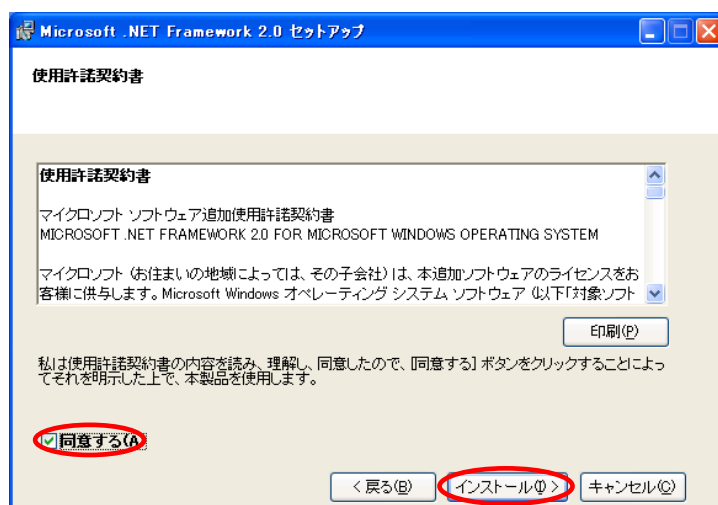 Microsoft .NET Framework 2.0 セットアップ
使用許諾契約書
使用許諾契約書
マイクロソフト ソフトウェア追加使用許諾契約書
MICROSOFT .NET FRAMEWORK 2.0 FOR MICROSOFT WINDOWS OPERATING SYSTEM
マイクロソフト (お住まいの地域によっては、その子会社) は、本追加ソフトウェアのライセンスをお
客様に供与します。Microsoft Windows オペレーティング システム ソフトウェア (以下「対象ソフト
印刷(P)
私は使用許諾契約書の内容を読み、理解し、同意したので、[同意する] ボタンをクリックすることによっ
てそれを明示した上で、本製品を使用します。
同意する(A)
< 戻る(B) インストール(I) > キャンセル(C)